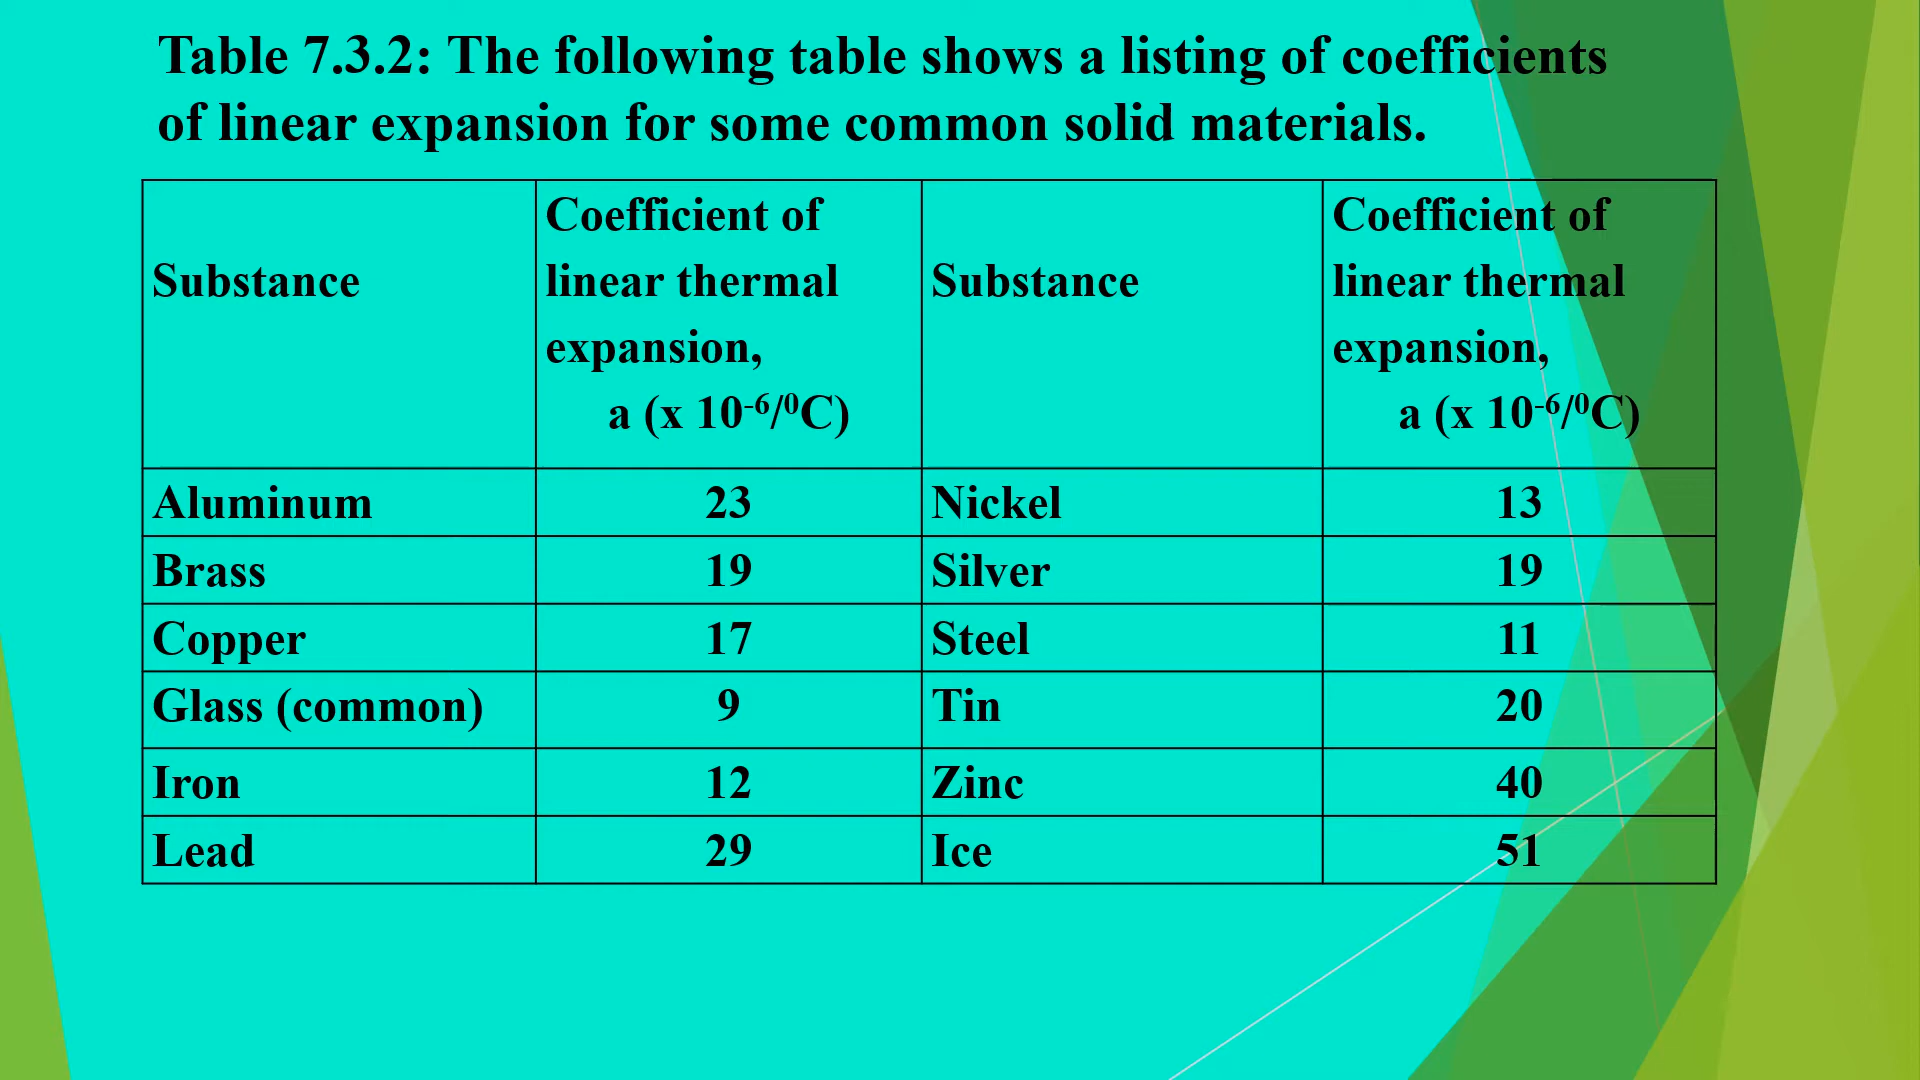 Table 7.3.2: The following table shows a listing of coefficients
of linear expansion for some common solid materials.
Substance
Coefficient of
linear thermal
expansion,
a (x 10⁻⁶/⁰C)
Substance
Coefficient of
linear thermal
expansion,
a (x 10⁻⁶/⁰C)
Aluminum 23 Nickel 13
Brass 19 Silver 19
Copper 17 Steel 11
Glass (common) 9 Tin 20
Iron 12 Zinc 40
Lead 29 Ice 51